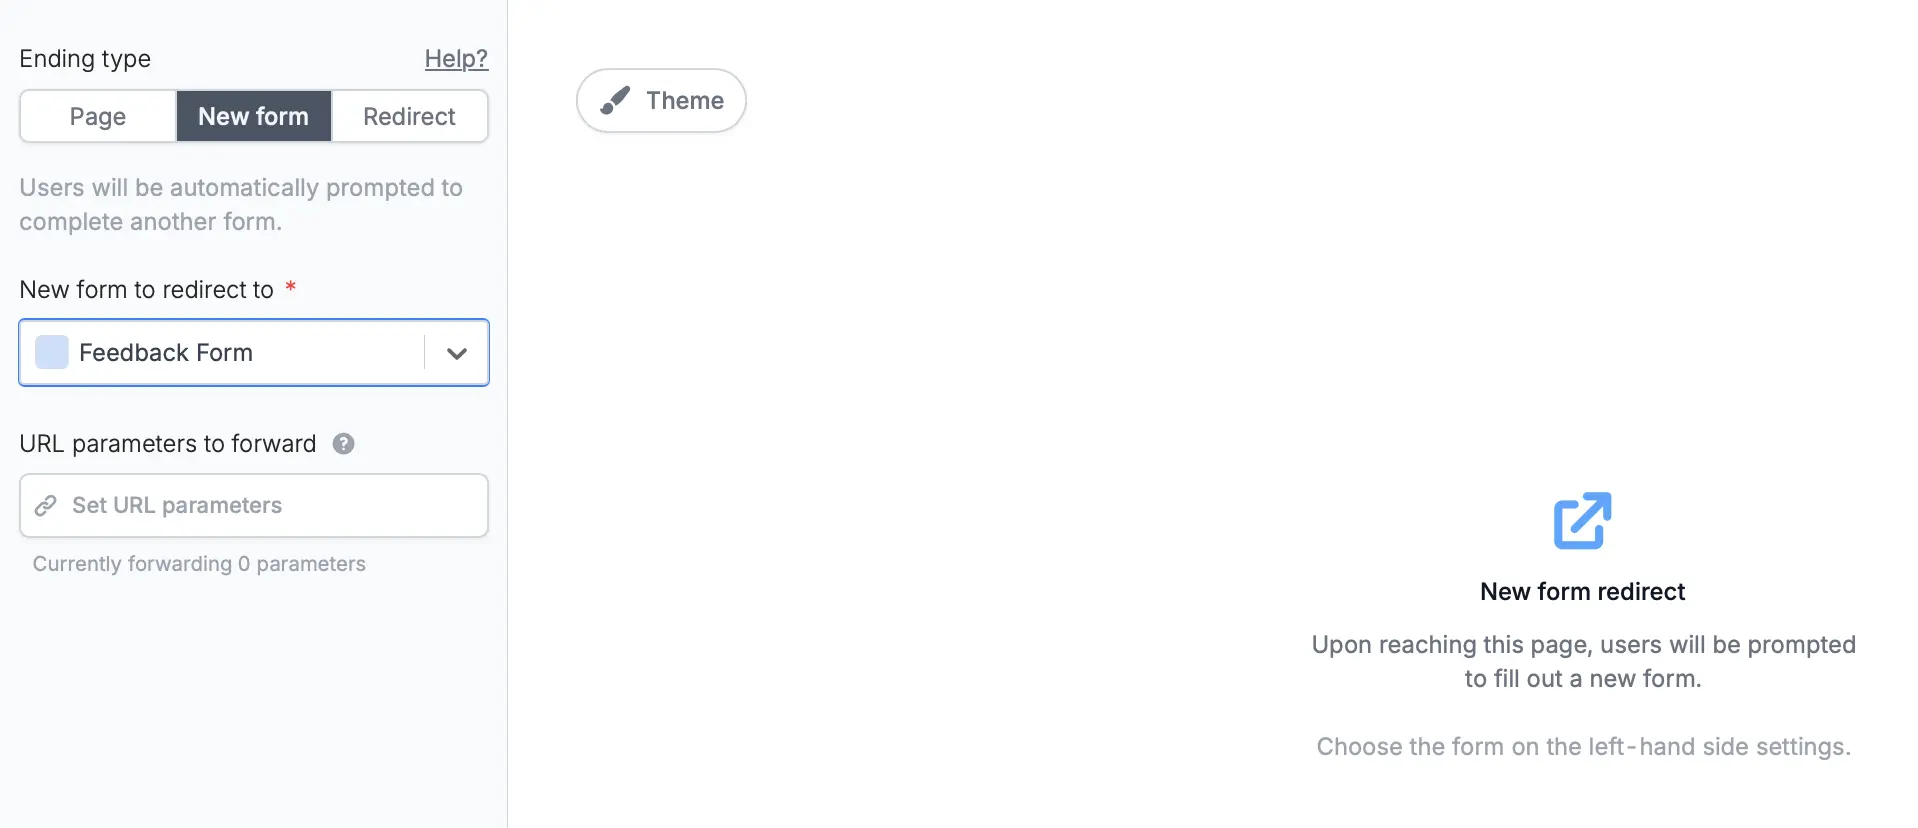 Ending type
Help?
Page
New form
Redirect
Users will be automatically prompted to
complete another form.
New form to redirect to *
Feedback Form
URL parameters to forward ?
Set URL parameters
Currently forwarding 0 parameters
Theme
New form redirect
Upon reaching this page, users will be prompted
to fill out a new form.
Choose the form on the left-hand side settings.